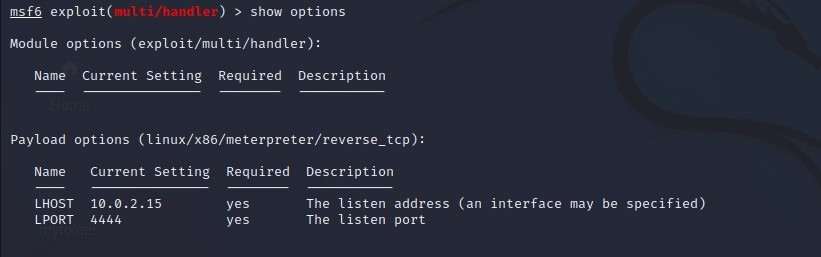 msf6 exploit(multi/handler) > show options
Module options (exploit/multi/handler):
Name Current Setting Required Description
Payload options (linux/x86/meterpreter/reverse_tcp):
Name Current Setting Required Description
LHOST 10.0.2.15 yes The listen address (an interface may be specified)
LPORT 4444 yes The listen port
Home
myfolder